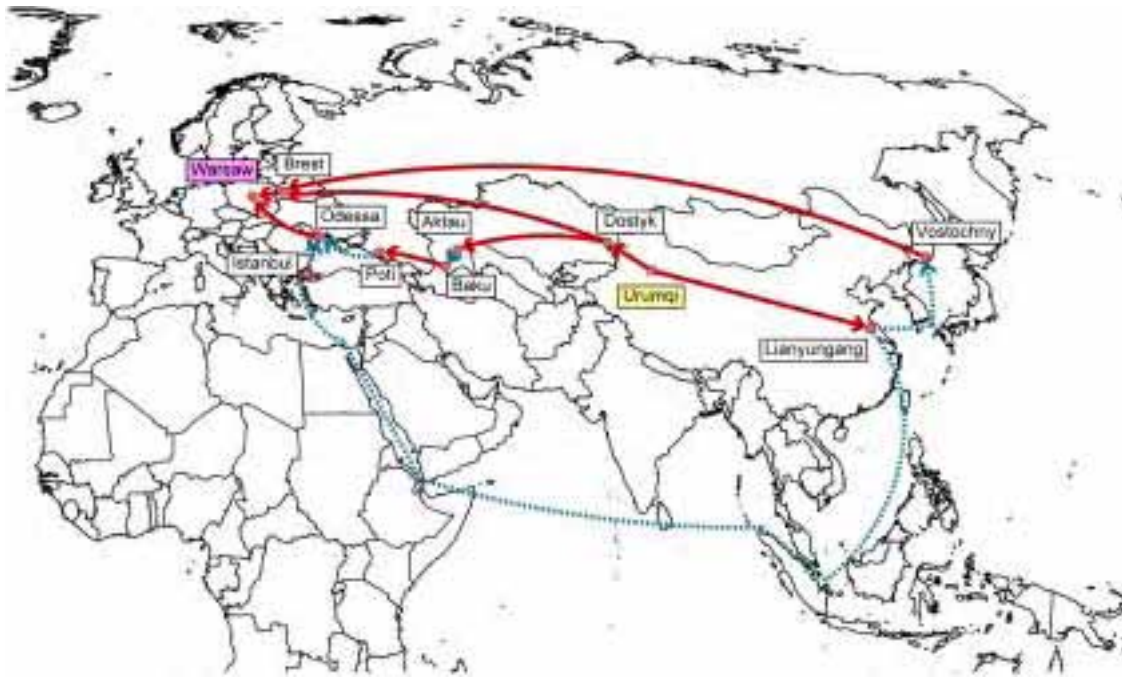 Brest
Warsaw
Odessa
Aktau
Dostyk
Vostochny
Istanbul
Poti
Baku
Urumqi
Lianyungang